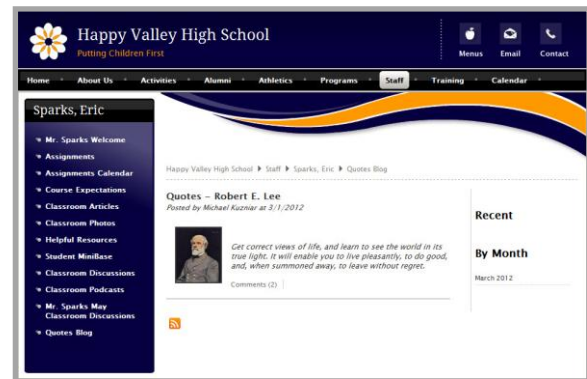 Happy Valley High School
Putting Children First
Menus Email Contact
Home About Us Activities Alumni Athletics Programs Staff Training Calendar
Sparks, Eric
Mr. Sparks Welcome
Assignments
Assignments Calendar
Course Expectations
Classroom Articles
Classroom Photos
Helpful Resources
Student MiniBase
Classroom Discussions
Classroom Podcasts
Mr. Sparks May
Classroom Discussions
Quotes Blog
Happy Valley High School Staff Sparks, Eric Quotes Blog
Quotes – Robert E. Lee
Posted by Michael Kuzniar at 3/1/2012
Get correct views of life, and learn to see the world in its
true light. It will enable you to live pleasantly, to do good,
and, when summoned away, to leave without regret.
Comments (2)
Recent
By Month
March 2012